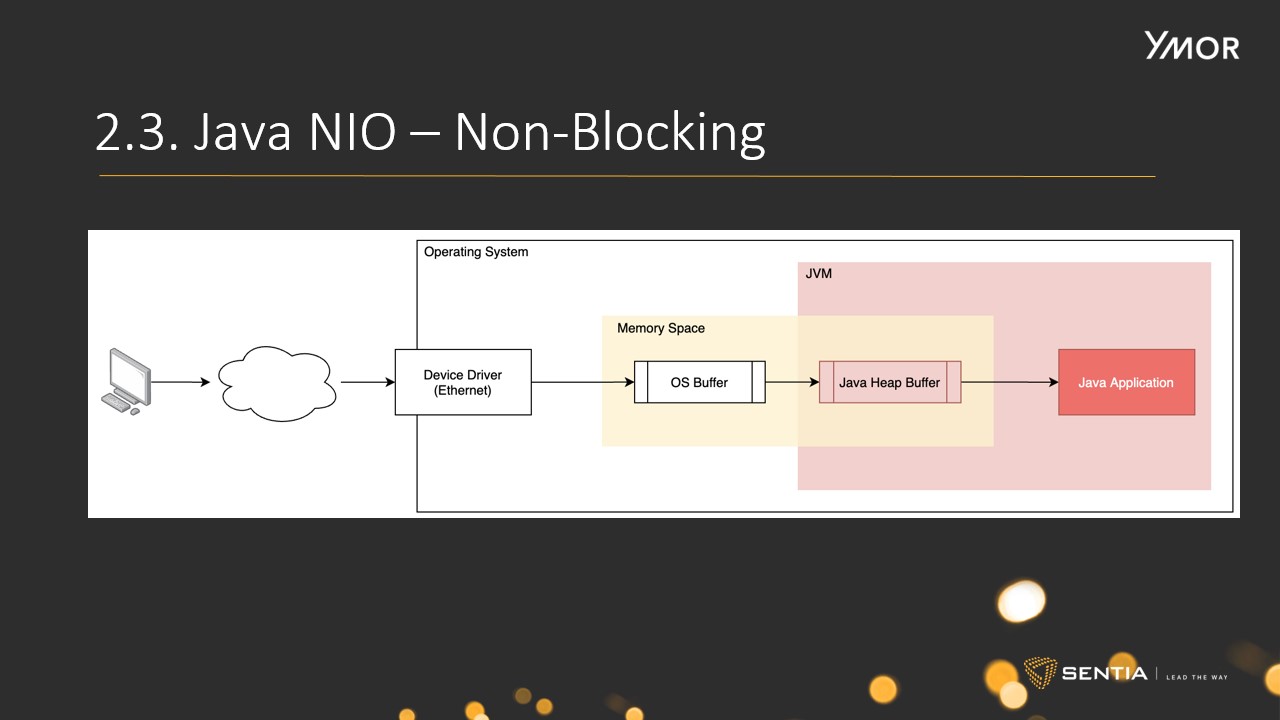 YMOR
2.3. Java NIO – Non-Blocking
Operating System
JVM
Memory Space
Device Driver
(Ethernet)
OS Buffer
Java Heap Buffer
Java Application
SENTIA
LEAD THE WAY